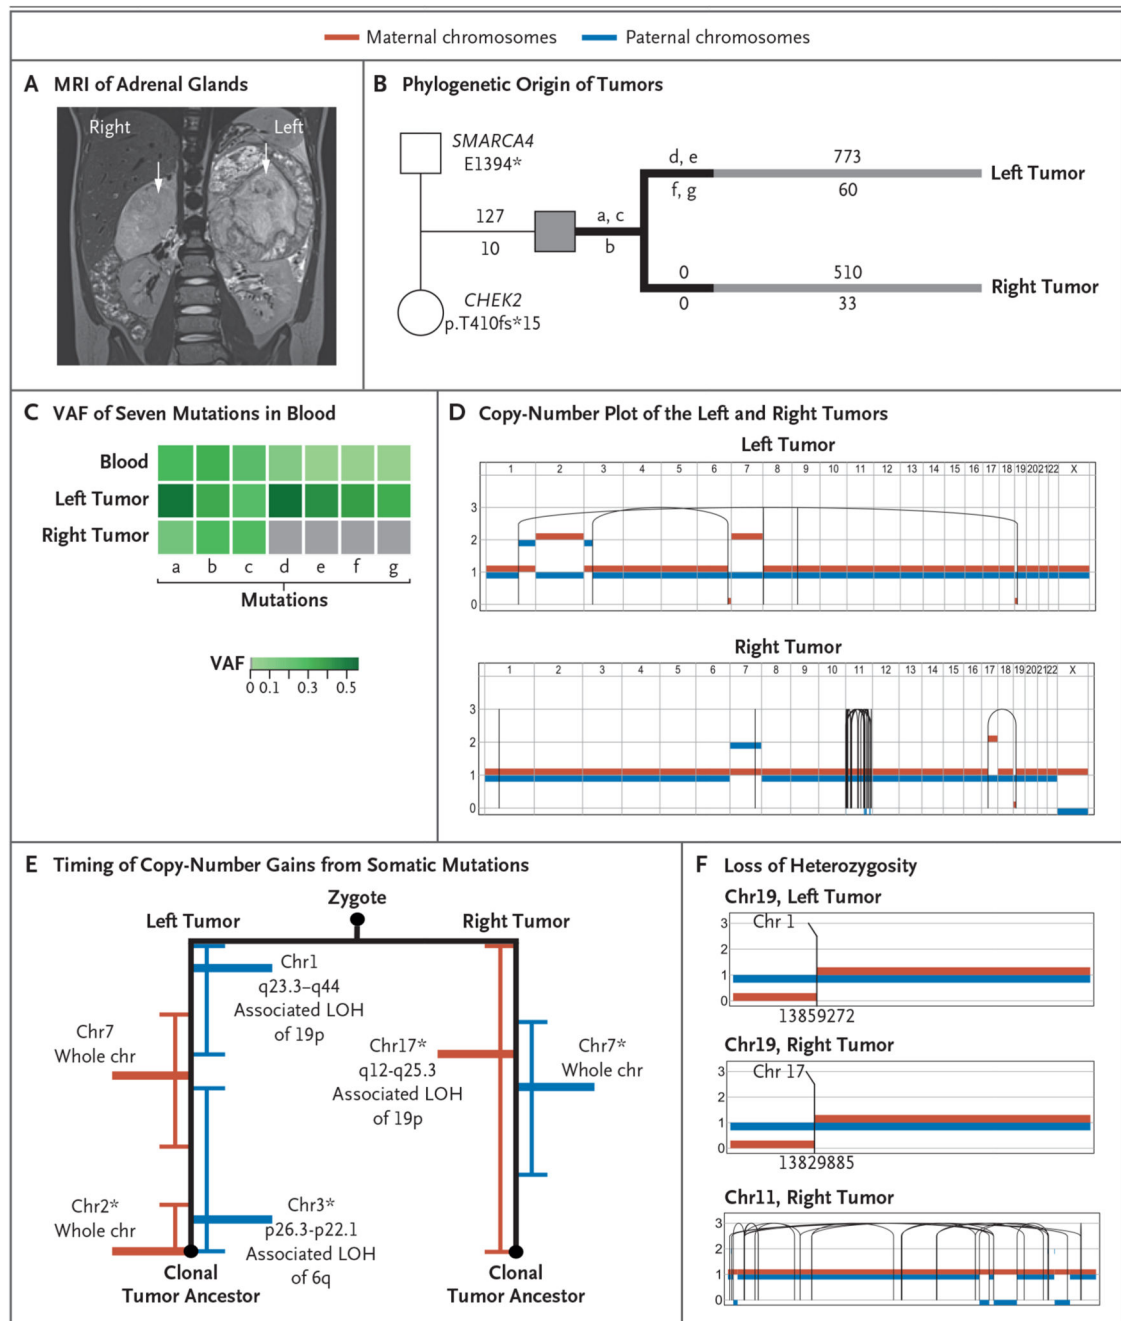 Maternal chromosomes Paternal chromosomes
A MRI of Adrenal Glands
Right Left
B Phylogenetic Origin of Tumors
SMARCA4
E1394*
127
10
CHEK2
p.T410fs*15
a, c
b
d, e
f, g
773
60
Left Tumor
0
0
510
33
Right Tumor
C VAF of Seven Mutations in Blood
Blood
Left Tumor
Right Tumor
a b c d e f g
Mutations
VAF
0 0.1 0.3 0.5
D Copy-Number Plot of the Left and Right Tumors
Left Tumor
1 2 3 4 5 6 7 8 9 10 11 12 13 14 15 16 17 18 19 20 21 22 X
3
2
1
0
Right Tumor
1 2 3 4 5 6 7 8 9 10 11 12 13 14 15 16 17 18 19 20 21 22 X
3
2
1
0
E Timing of Copy-Number Gains from Somatic Mutations
Zygote
Left Tumor
Right Tumor
Chr1
q23.3–q44
Associated LOH
of 19p
Chr7
Whole chr
Chr2*
Whole chr
Chr3*
p26.3-p22.1
Associated LOH
of 6q
Clonal
Tumor Ancestor
Chr17*
q12-q25.3
Associated LOH
of 19p
Chr7*
Whole chr
Clonal
Tumor Ancestor
F Loss of Heterozygosity
Chr19, Left Tumor
Chr 1
3
2
1
0
13859272
Chr19, Right Tumor
Chr 17
3
2
1
0
13829885
Chr11, Right Tumor
3
2
1
0